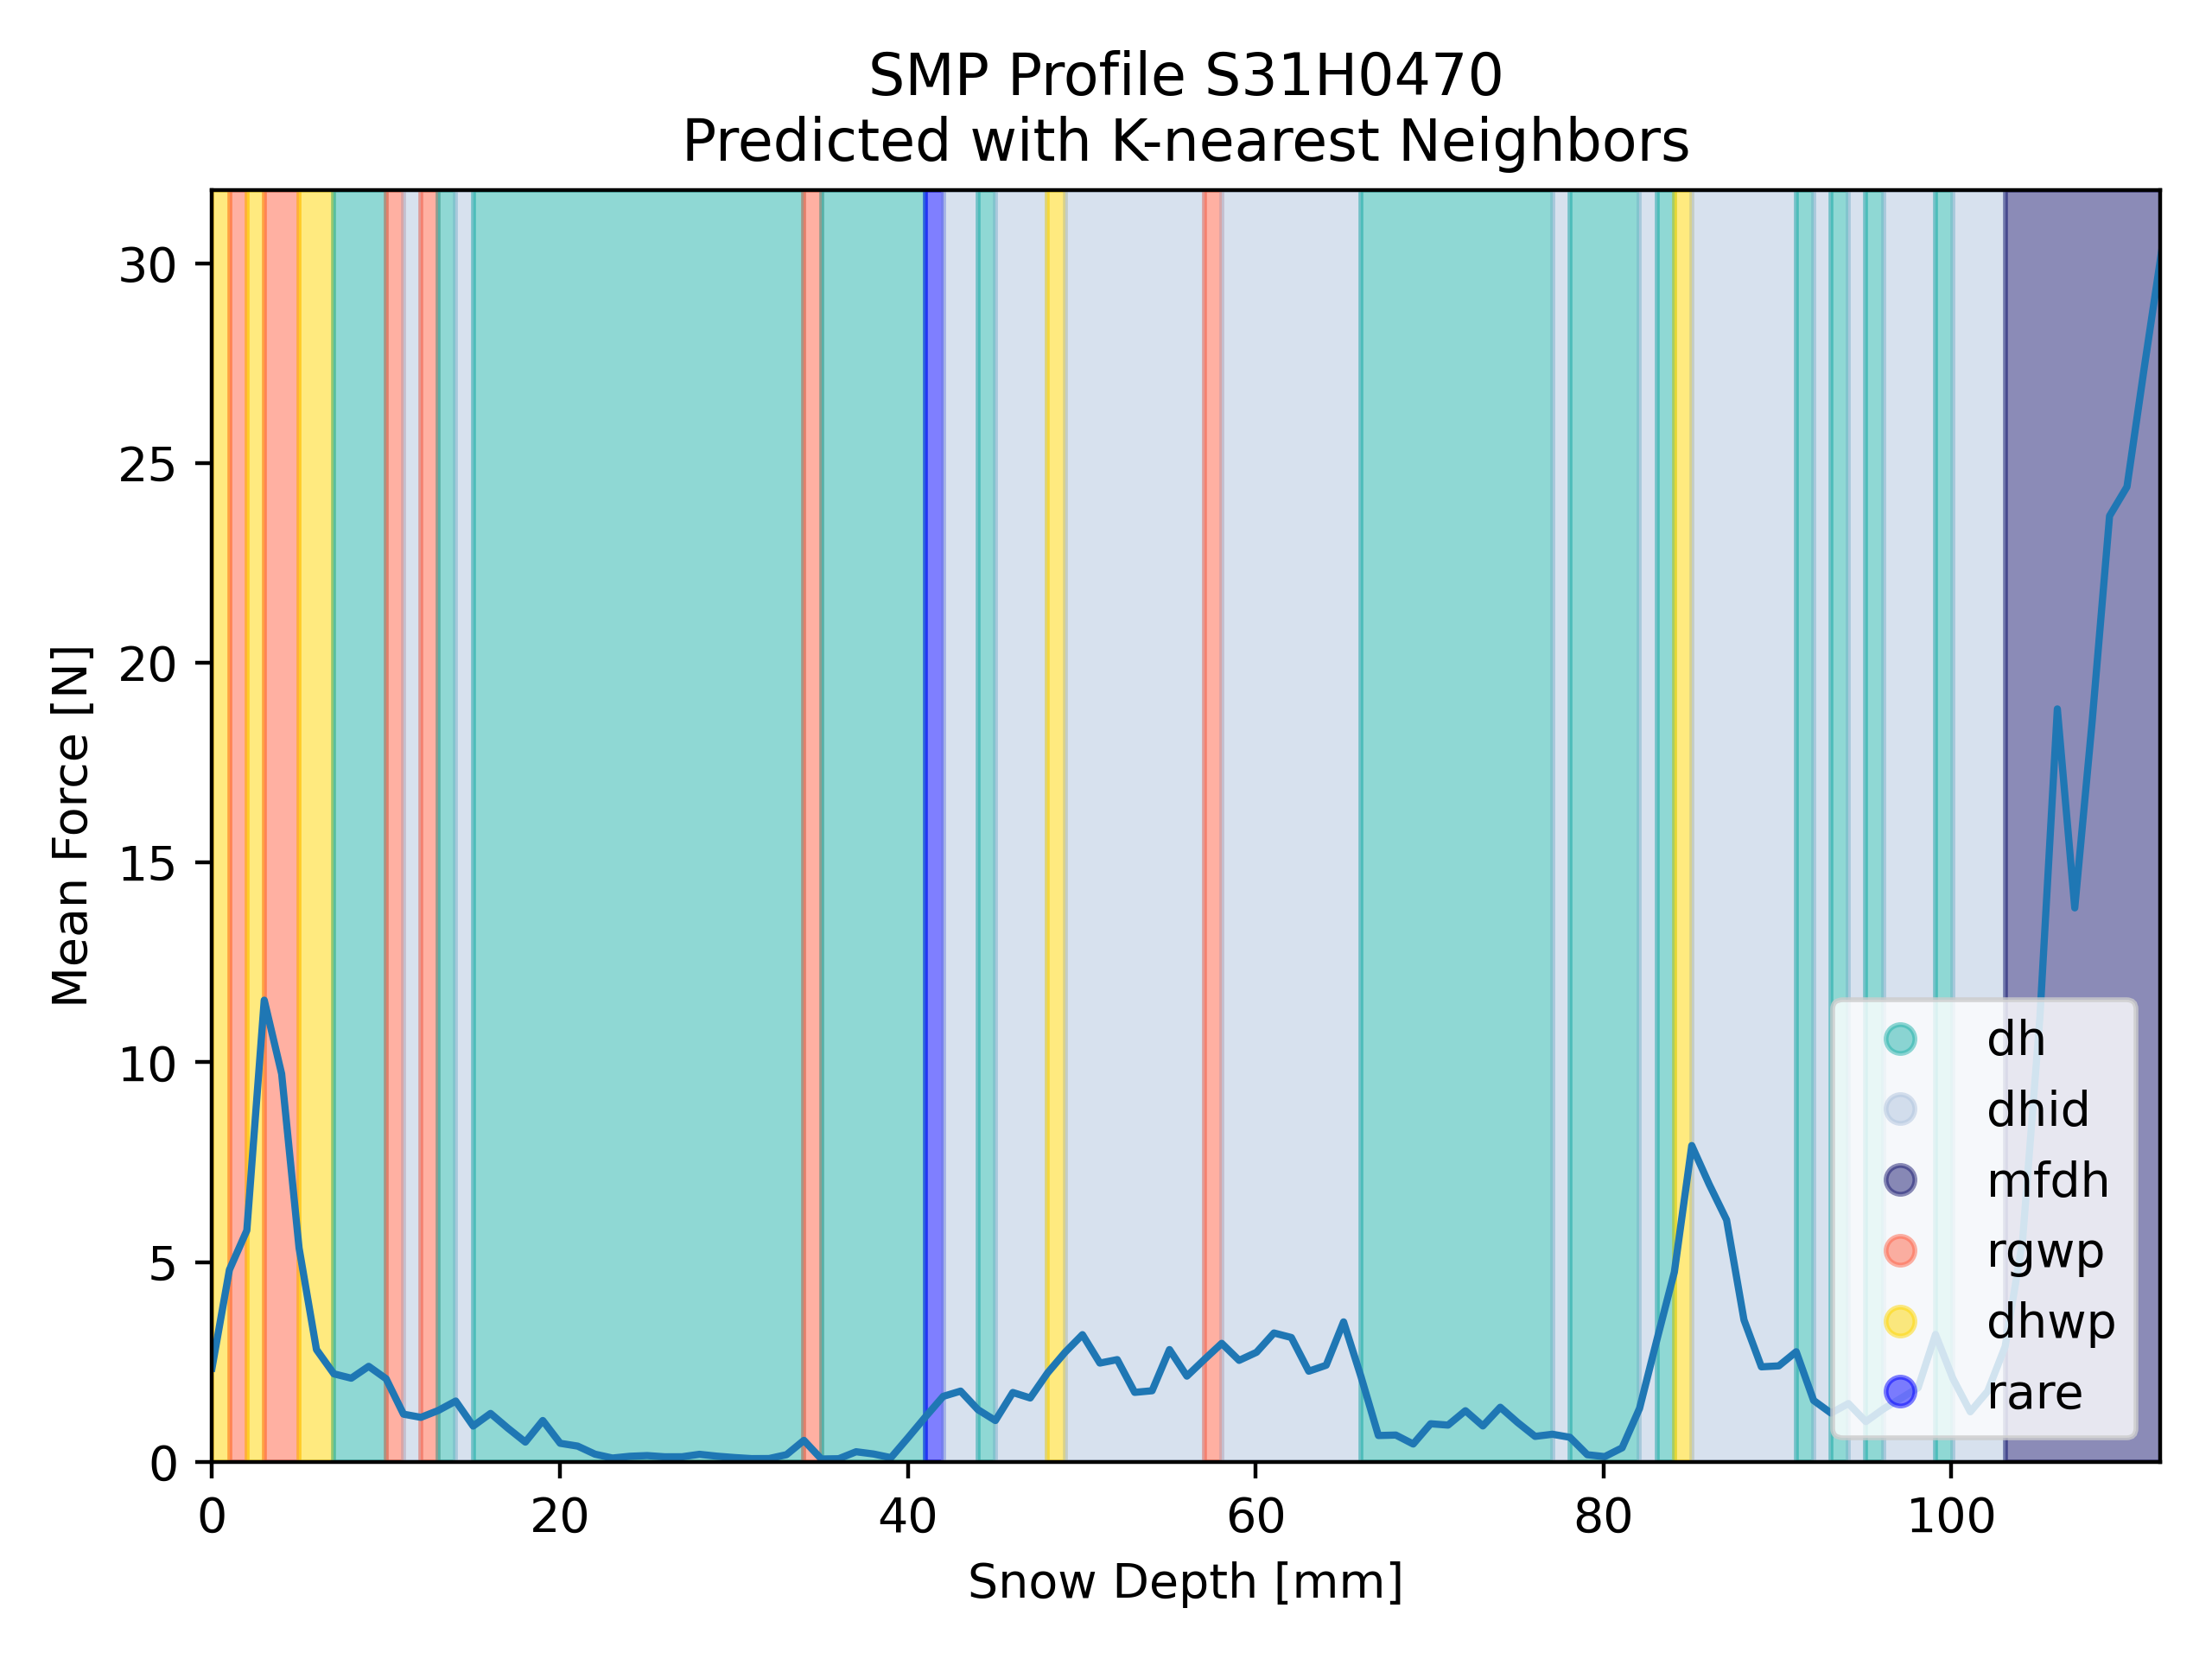 SMP Profile S31H0470
Predicted with K-nearest Neighbors
Mean Force [N]
30
25
20
15
10
5
0
0 20 40 60 80 100
Snow Depth [mm]
dh
dhid
mfdh
rgwp
dhwp
rare